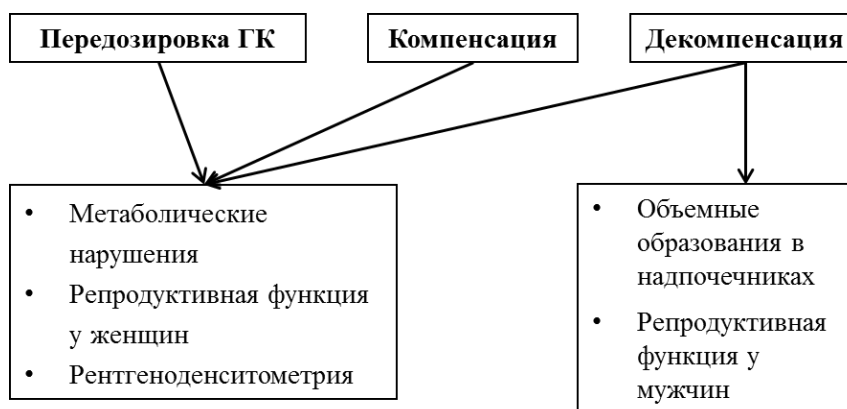 Передозировка ГК
Компенсация
Декомпенсация
• Метаболические
нарушения
• Репродуктивная функция
у женщин
• Рентгеноденситометрия
• Объемные
образования в
надпочечниках
• Репродуктивная
функция у
мужчин